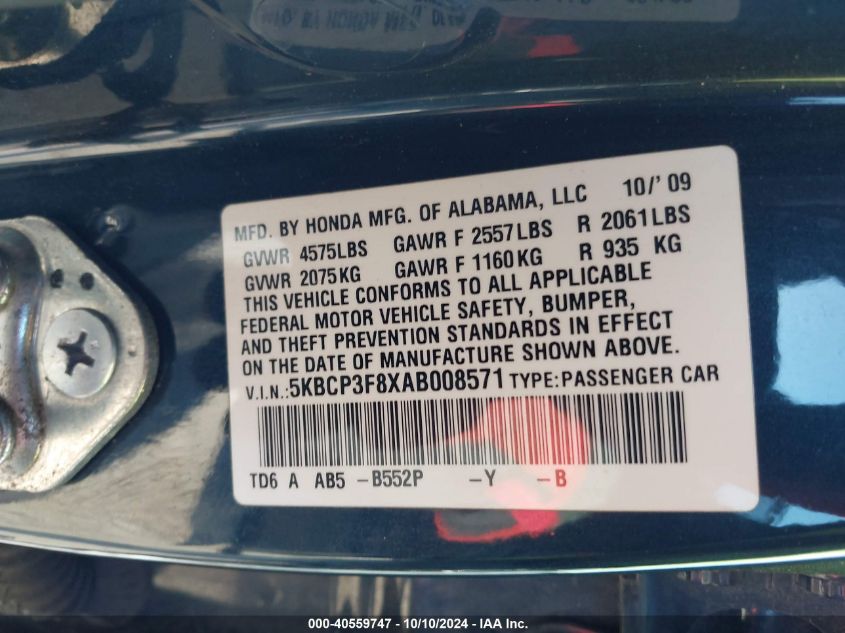 MFD. BY HONDA MFG. OF ALABAMA, LLC 10/'09
GVWR 4575LBS GAWR F 2557LBS R 2061LBS
GVWR 2075KG GAWR F 1160KG R 935 KG
THIS VEHICLE CONFORMS TO ALL APPLICABLE
FEDERAL MOTOR VEHICLE SAFETY, BUMPER,
AND THEFT PREVENTION STANDARDS IN EFFECT
ON THE DATE OF MANUFACTURE SHOWN ABOVE.
V.I.N.:5KBCP3F8XAB008571 TYPE:PASSENGER CAR
TD6 A AB5 -B552P -Y -B
000-40559747 - 10/10/2024 - IAA Inc.